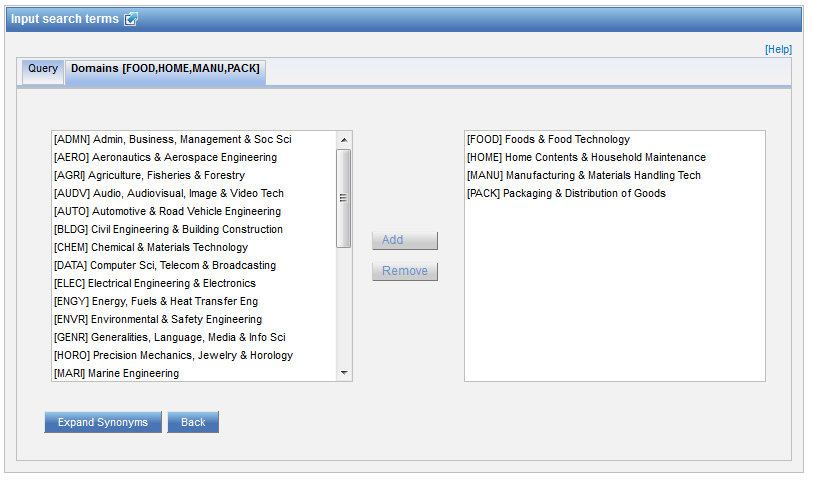 Input search terms
[Help]
Query
Domains [FOOD,HOME,MANU,PACK]
[ADMN] Admin, Business, Management & Soc Sci
[AERO] Aeronautics & Aerospace Engineering
[AGRI] Agriculture, Fisheries & Forestry
[AUDV] Audio, Audiovisual, Image & Video Tech
[AUTO] Automotive & Road Vehicle Engineering
[BLDG] Civil Engineering & Building Construction
[CHEM] Chemical & Materials Technology
[DATA] Computer Sci, Telecom & Broadcasting
[ELEC] Electrical Engineering & Electronics
[ENGY] Energy, Fuels & Heat Transfer Eng
[ENVR] Environmental & Safety Engineering
[GENR] Generalities, Language, Media & Info Sci
[HORO] Precision Mechanics, Jewelry & Horology
[MARI] Marine Engineering
Add
Remove
[FOOD] Foods & Food Technology
[HOME] Home Contents & Household Maintenance
[MANU] Manufacturing & Materials Handling Tech
[PACK] Packaging & Distribution of Goods
Expand Synonyms
Back